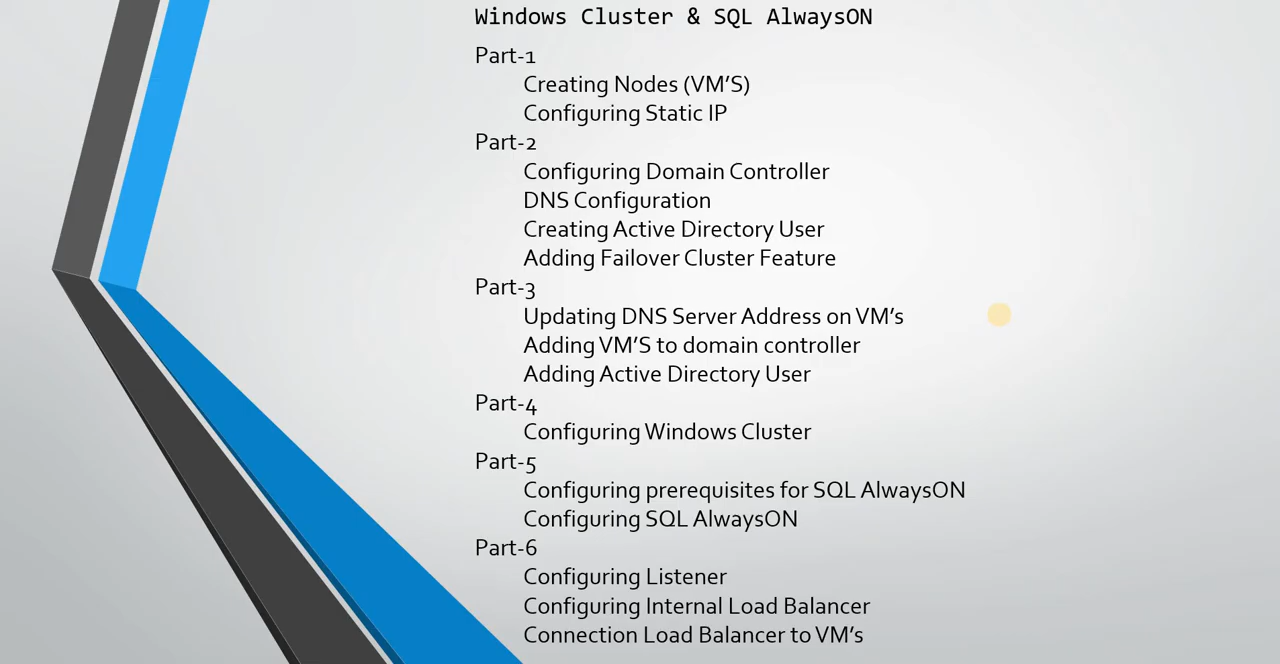 Windows Cluster & SQL AlwaysON
Part-1
Creating Nodes (VM’S)
Configuring Static IP
Part-2
Configuring Domain Controller
DNS Configuration
Creating Active Directory User
Adding Failover Cluster Feature
Part-3
Updating DNS Server Address on VM’s
Adding VM’S to domain controller
Adding Active Directory User
Part-4
Configuring Windows Cluster
Part-5
Configuring prerequisites for SQL AlwaysON
Configuring SQL AlwaysON
Part-6
Configuring Listener
Configuring Internal Load Balancer
Connection Load Balancer to VM’s